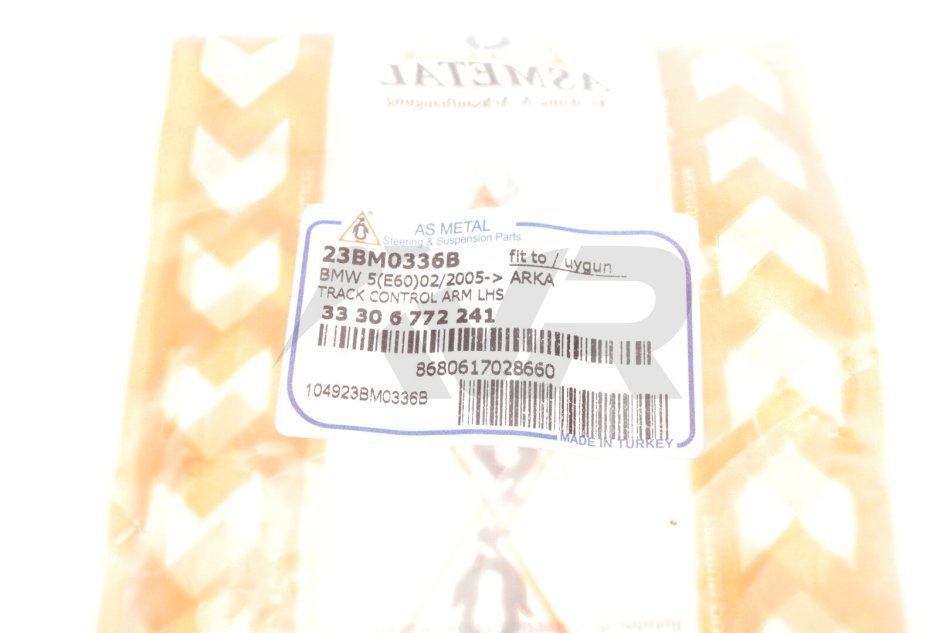 ASMETAL
AS METAL
Steering & Suspension Parts
23BM0336B fit to / uygun
BMW 5(E60)02/2005-> ARKA
TRACK CONTROL ARM LHS
33 30 6 772 241
8680617028660
104923BM0336B
MADE IN TURKEY